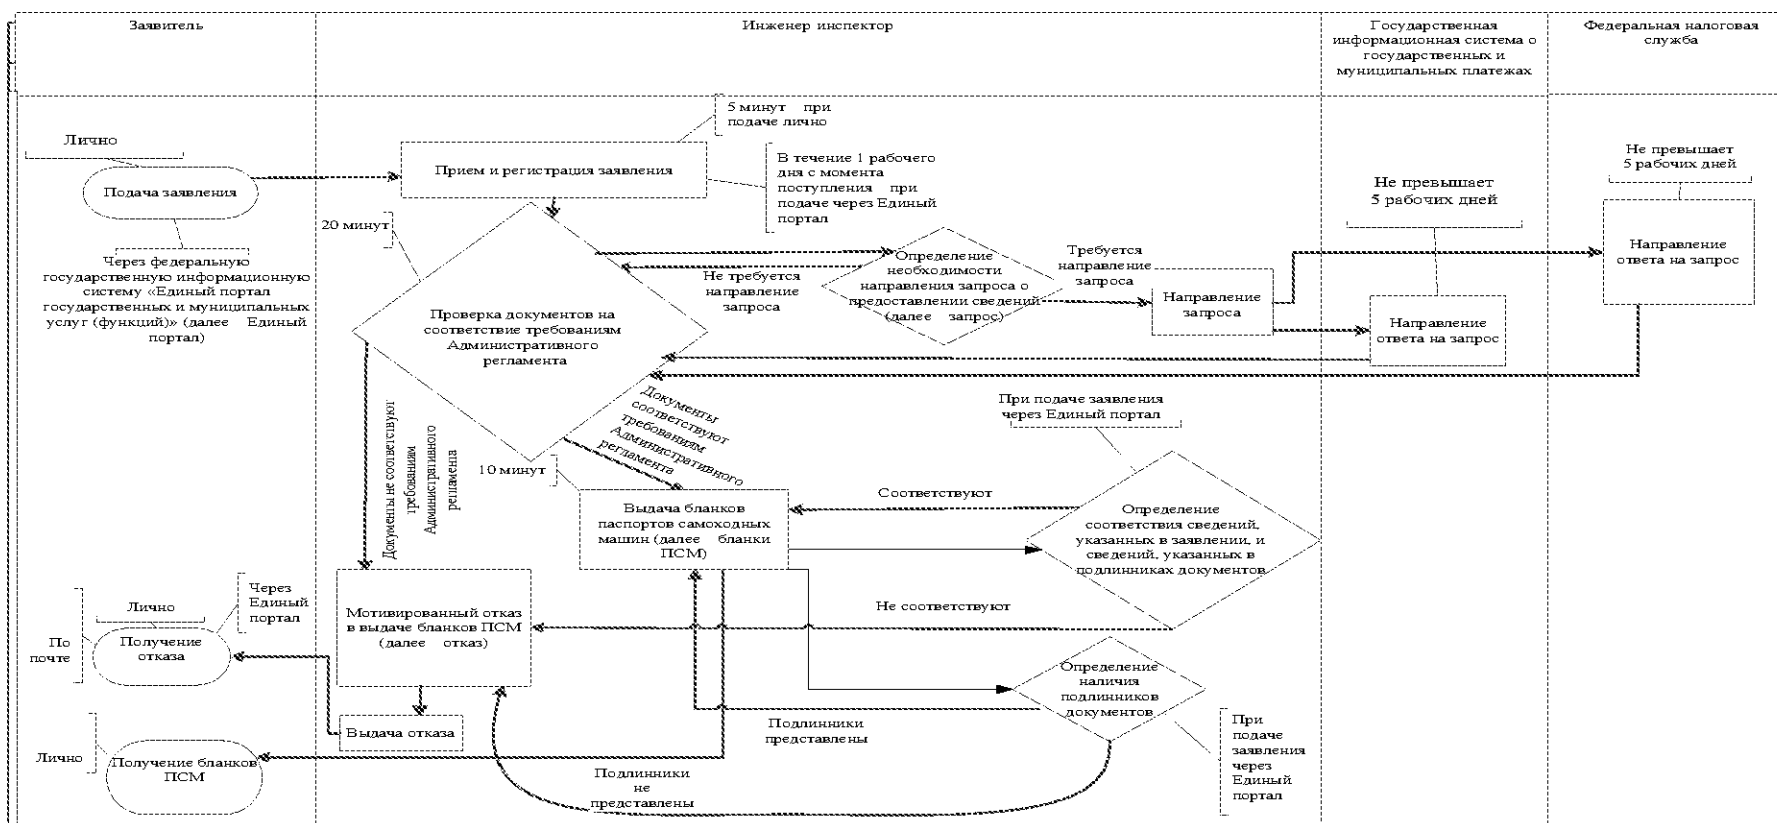 Заявитель
Инженер инспектор
Государственная
информационная система о
государственных и
муниципальных платежах
Федеральная налоговая
служба
5 минут при
подаче лично
Лично
Подача заявления
Прием и регистрация заявления
В течение 1 рабочего
дня с момента
поступления при
подаче через Единый
портал
Не превышает
5 рабочих дней
Не превышает
5 рабочих дней
20 минут
Через федеральную
государственную информационную
систему «Единый портал
государственных и муниципальных
услуг (функций)» (далее Единый
портал)
Проверка документов на
соответствие требованиям
Административного
регламента
Не требуется
направление
запроса
Определение
необходимости
направления запроса о
предоставлении сведений
(далее запрос)
Требуется
направление
запроса
Направление
запроса
Направление
ответа на запрос
Направление
ответа на запрос
Документы не соответствуют
требованиям
Административного
регламента
Документы
соответствуют
требованиям
Административного
регламента
10 минут
При подаче заявления
через Единый портал
Выдача бланков
паспортов самоходных
машин (далее бланки
ПСМ)
Соответствуют
Определение
соответствия сведений,
указанных в заявлении, и
сведений, указанных в
подлинниках документов
Не соответствуют
Через
Единый
портал
Лично
По
почте
Получение
отказа
Мотивированный отказ
в выдаче бланков ПСМ
(далее отказ)
Определение
наличия
подлинников
документов
Выдача отказа
Подлинники
представлены
При
подаче
заявления
через
Единый
портал
Лично
Получение бланков
ПСМ
Подлинники
не
представлены